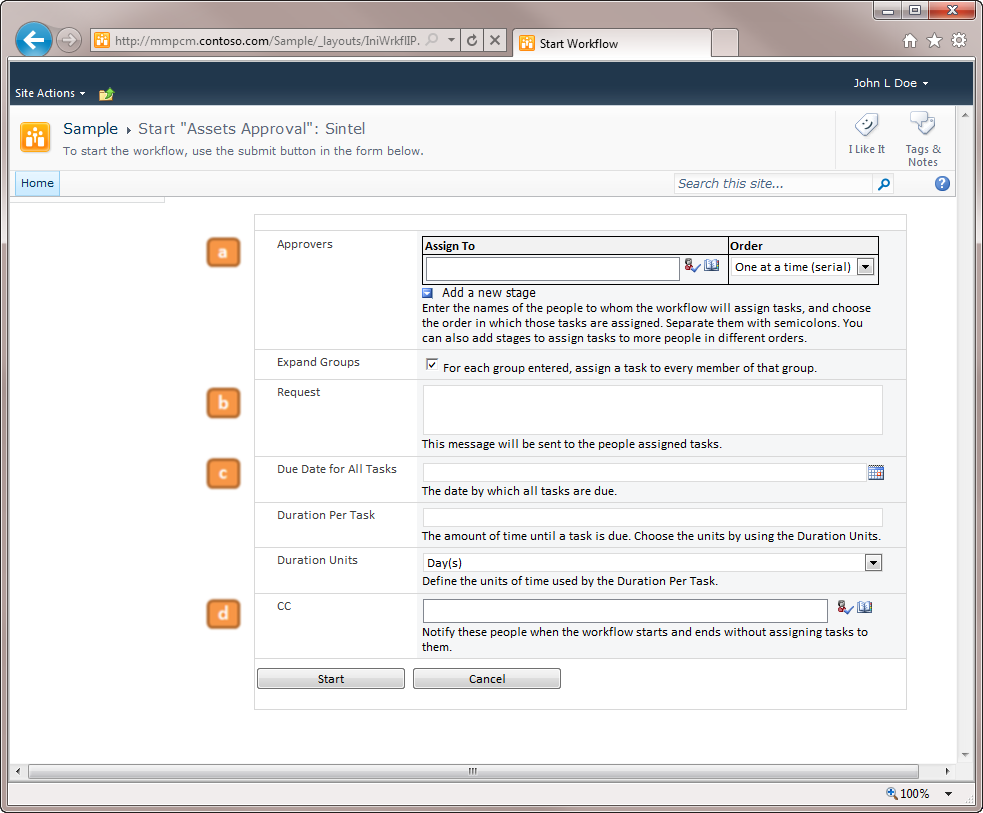 http://mmpcm.contoso.com/Sample/_layouts/IniWrkflIP.
Start Workflow
Site Actions
John L Doe
Sample ▸ Start "Assets Approval": Sintel
To start the workflow, use the submit button in the form below.
I Like It
Tags &
Notes
Home
Search this site...
a
Approvers
Assign To
Order
One at a time (serial)
Add a new stage
Enter the names of the people to whom the workflow will assign tasks, and choose
the order in which those tasks are assigned. Separate them with semicolons. You
can also add stages to assign tasks to more people in different orders.
Expand Groups
For each group entered, assign a task to every member of that group.
b
Request
This message will be sent to the people assigned tasks.
c
Due Date for All Tasks
The date by which all tasks are due.
Duration Per Task
The amount of time until a task is due. Choose the units by using the Duration Units.
Duration Units
Day(s)
Define the units of time used by the Duration Per Task.
d
CC
Notify these people when the workflow starts and ends without assigning tasks to
them.
Start
Cancel
100%